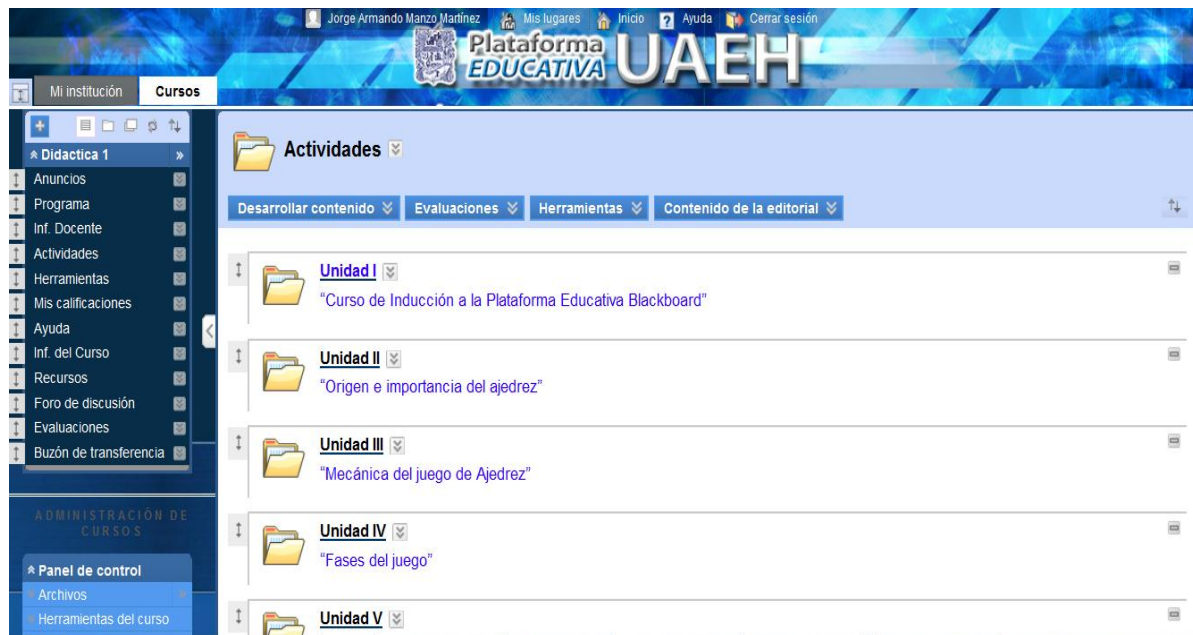 Jorge Armando Manzo Martínez Mis lugares Inicio Ayuda Cerrar sesión
Plataforma
EDUCATIVA
UAEH
Mi institución Cursos
Didactica 1
Anuncios
Programa
Inf. Docente
Actividades
Herramientas
Mis calificaciones
Ayuda
Inf. del Curso
Recursos
Foro de discusión
Evaluaciones
Buzón de transferencia
ADMINISTRACIÓN DE
CURSOS
Panel de control
Archivos
Herramientas del curso
Actividades
Desarrollar contenido Evaluaciones Herramientas Contenido de la editorial
Unidad I
“Curso de Inducción a la Plataforma Educativa Blackboard”
Unidad II
“Origen e importancia del ajedrez”
Unidad III
“Mecánica del juego de Ajedrez”
Unidad IV
“Fases del juego”
Unidad V